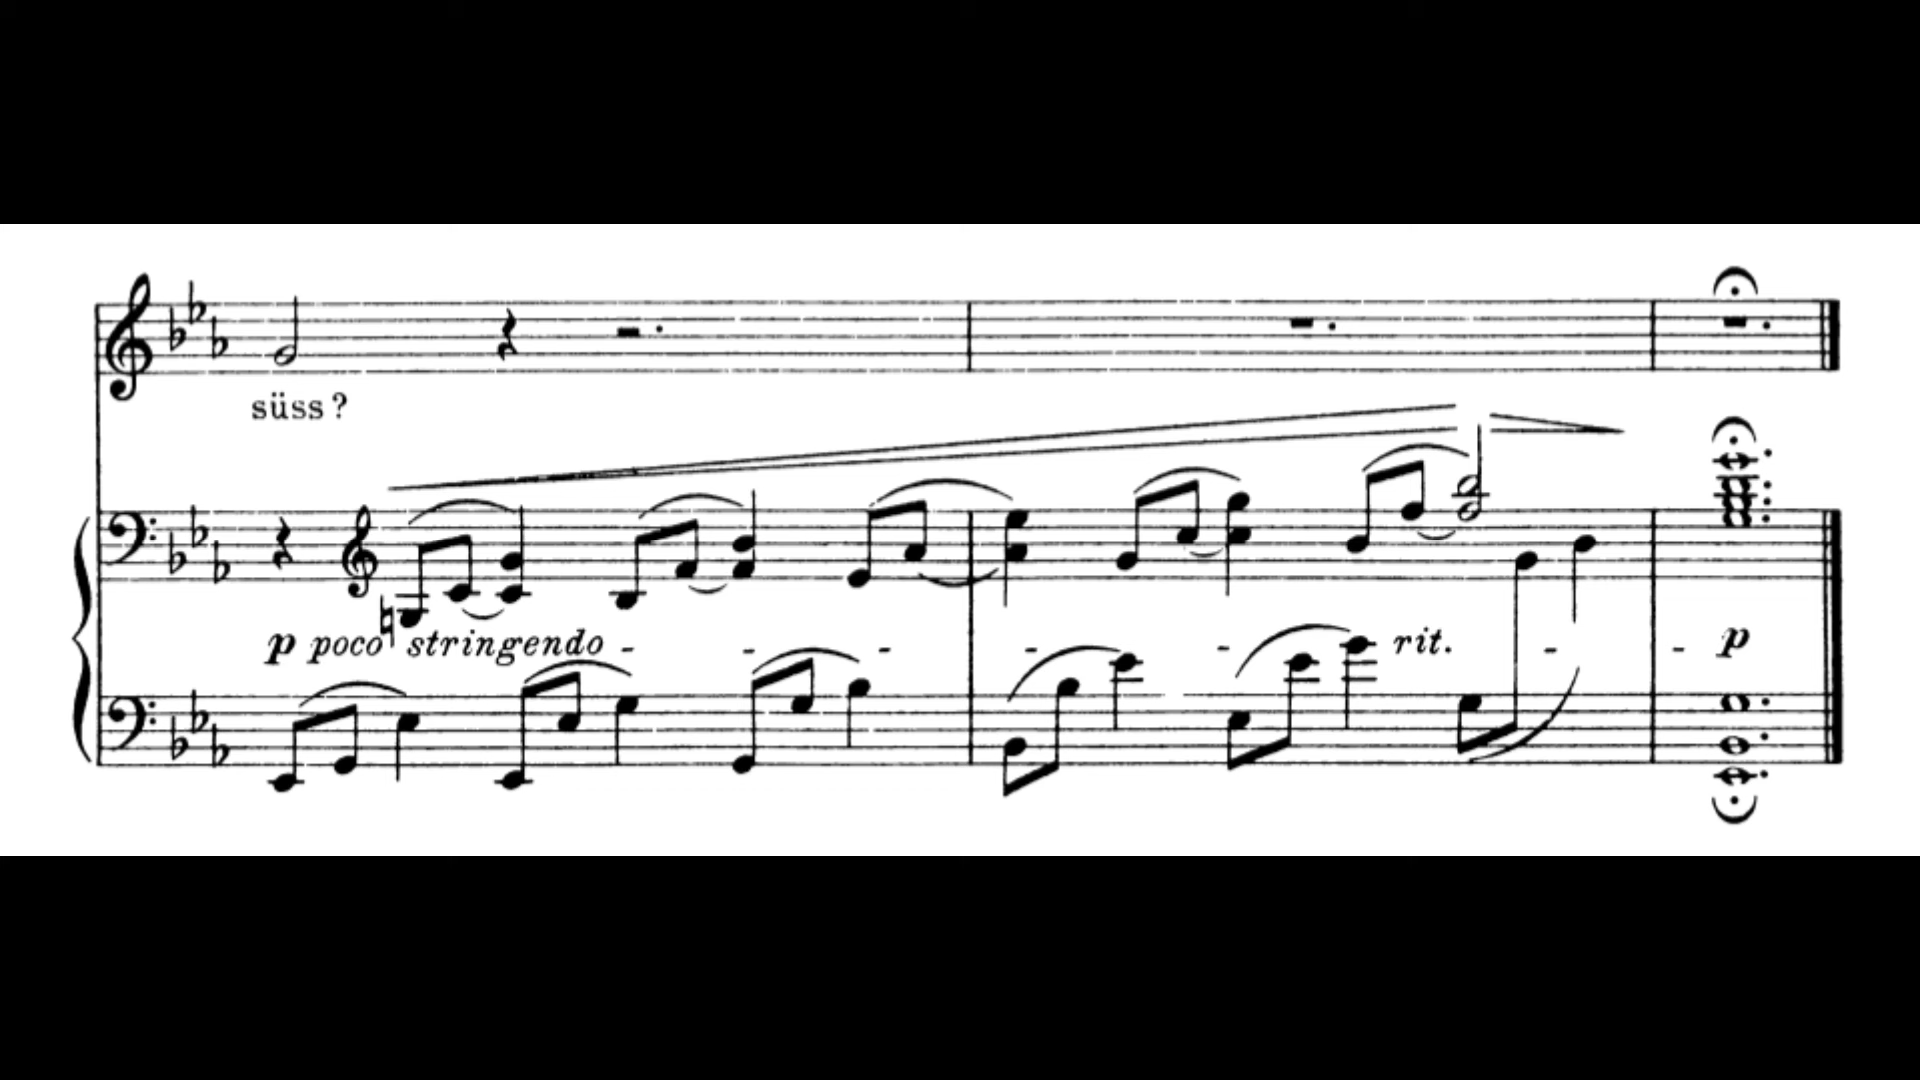 süss?
p poco stringendo - - - - - rit. - - p